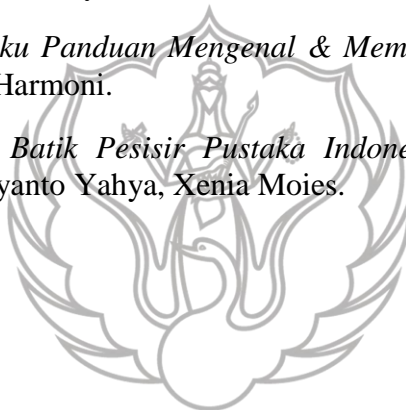 ku Panduan Mengenal & Mem
Harmoni.
Batik Pesisir Pustaka Indone
yanto Yahya, Xenia Moies.